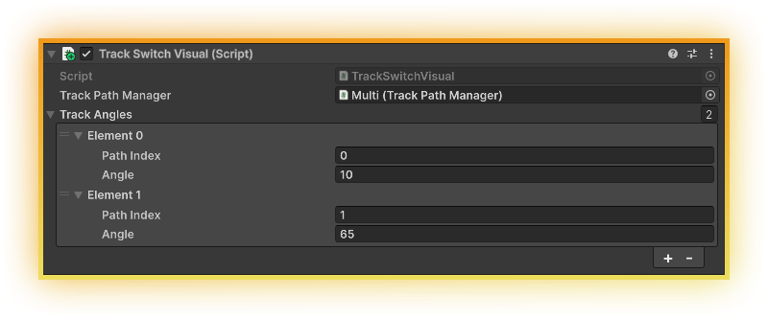 Track Switch Visual (Script)
Script TrackSwitchVisual
Track Path Manager Multi (Track Path Manager)
Track Angles 2
Element 0
Path Index 0
Angle 10
Element 1
Path Index 1
Angle 65
+ -